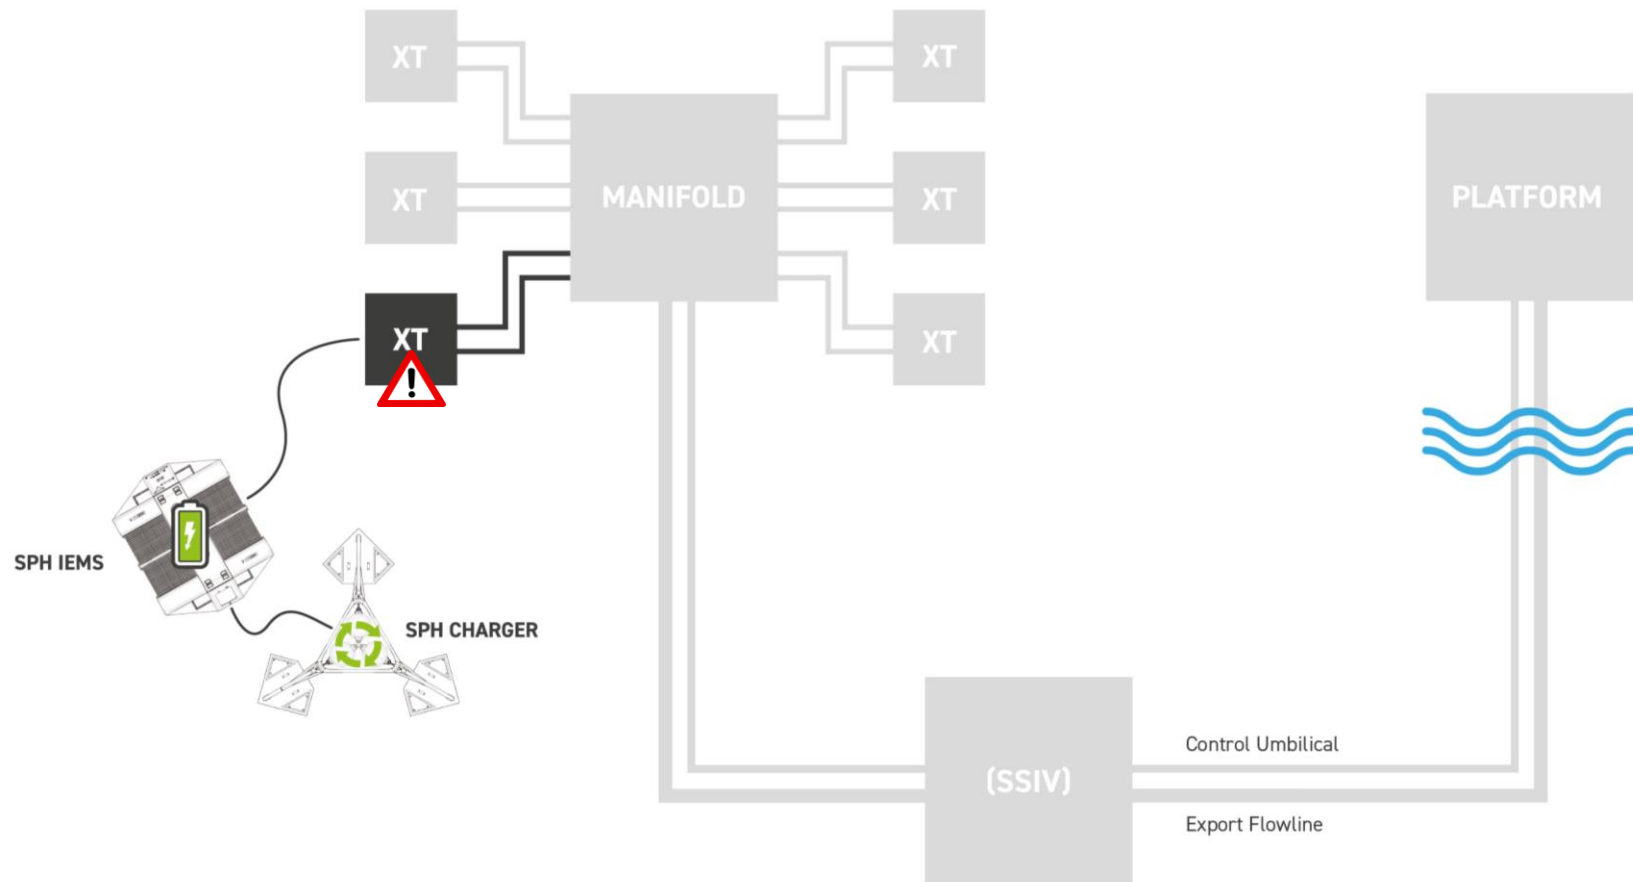 XT
XT
MANIFOLD
PLATFORM
XT
XT
XT
XT
SPH IEMS
SPH CHARGER
Control Umbilical
(SSIV)
Export Flowline